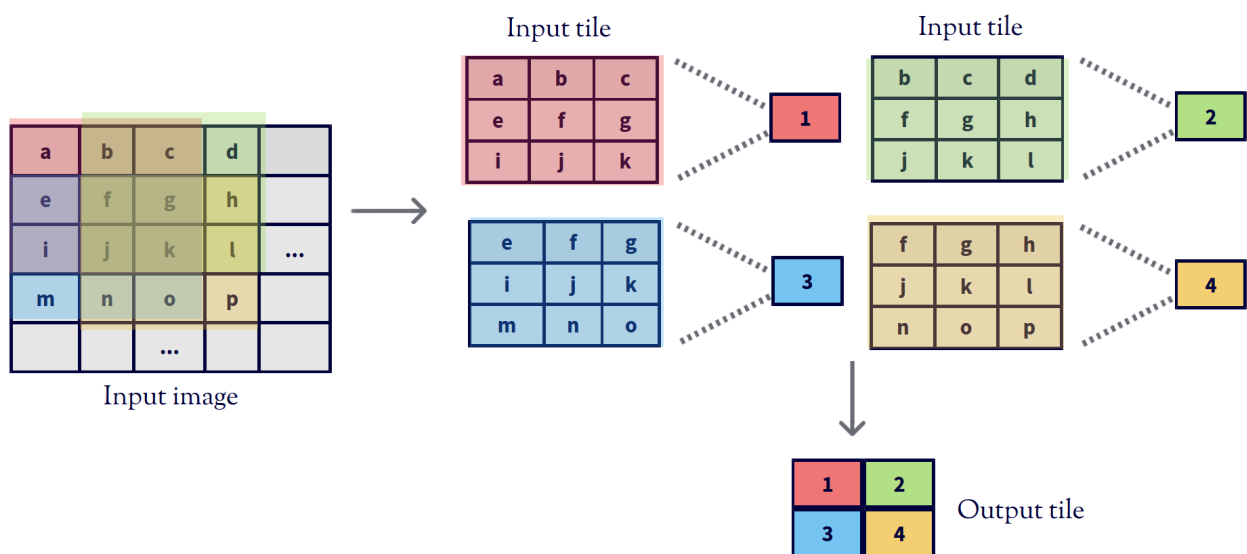 Input tile
Input tile
a b c
e f g
i j k
1
b c d
f g h
j k l
2
a b c d
e f g h
i j k l ...
m n o p
...
Input image
e f g
i j k
m n o
3
f g h
j k l
n o p
4
1 2
3 4
Output tile